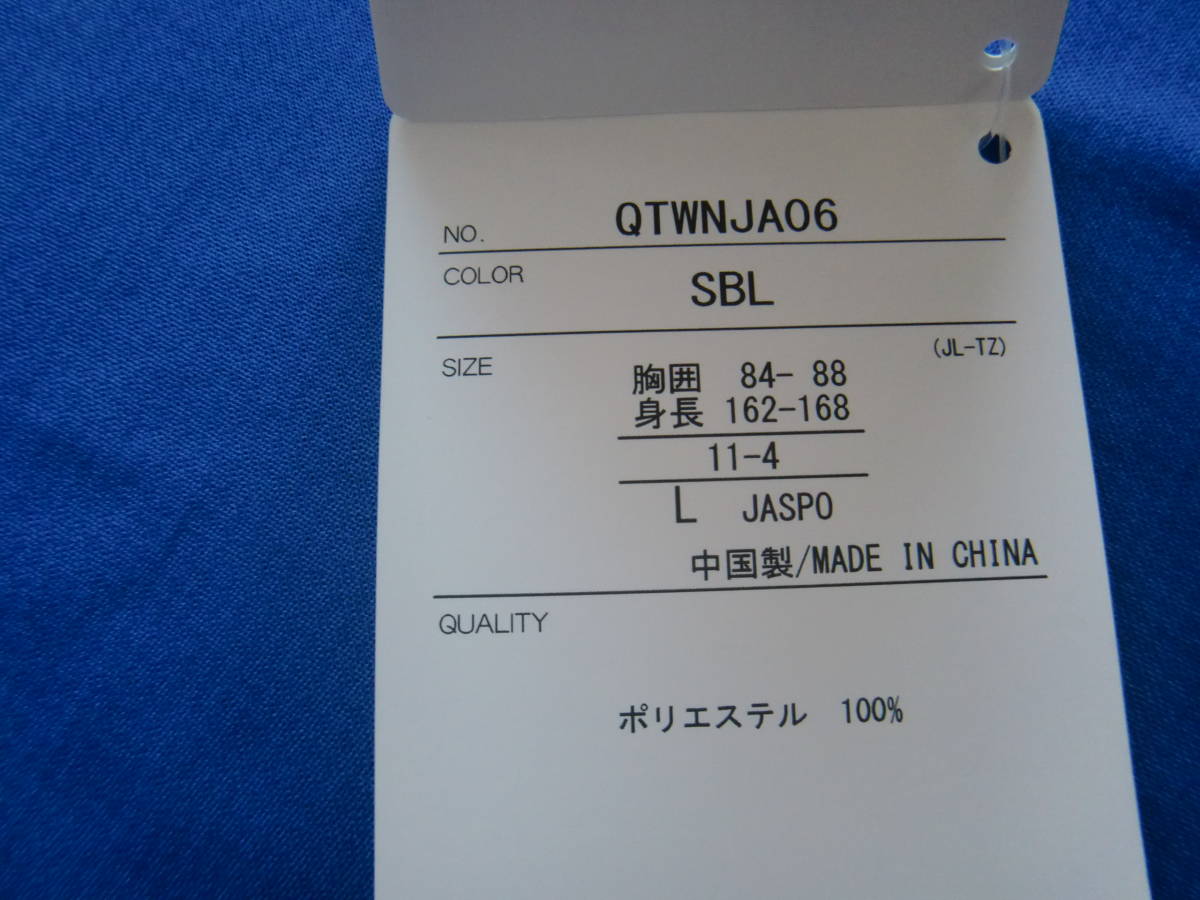 NO. QTWNJA06
COLOR SBL
SIZE (JL-TZ)
胸囲 84- 88
身長 162-168
11-4
L JASPO
中国製/MADE IN CHINA
QUALITY
ポリエステル 100%